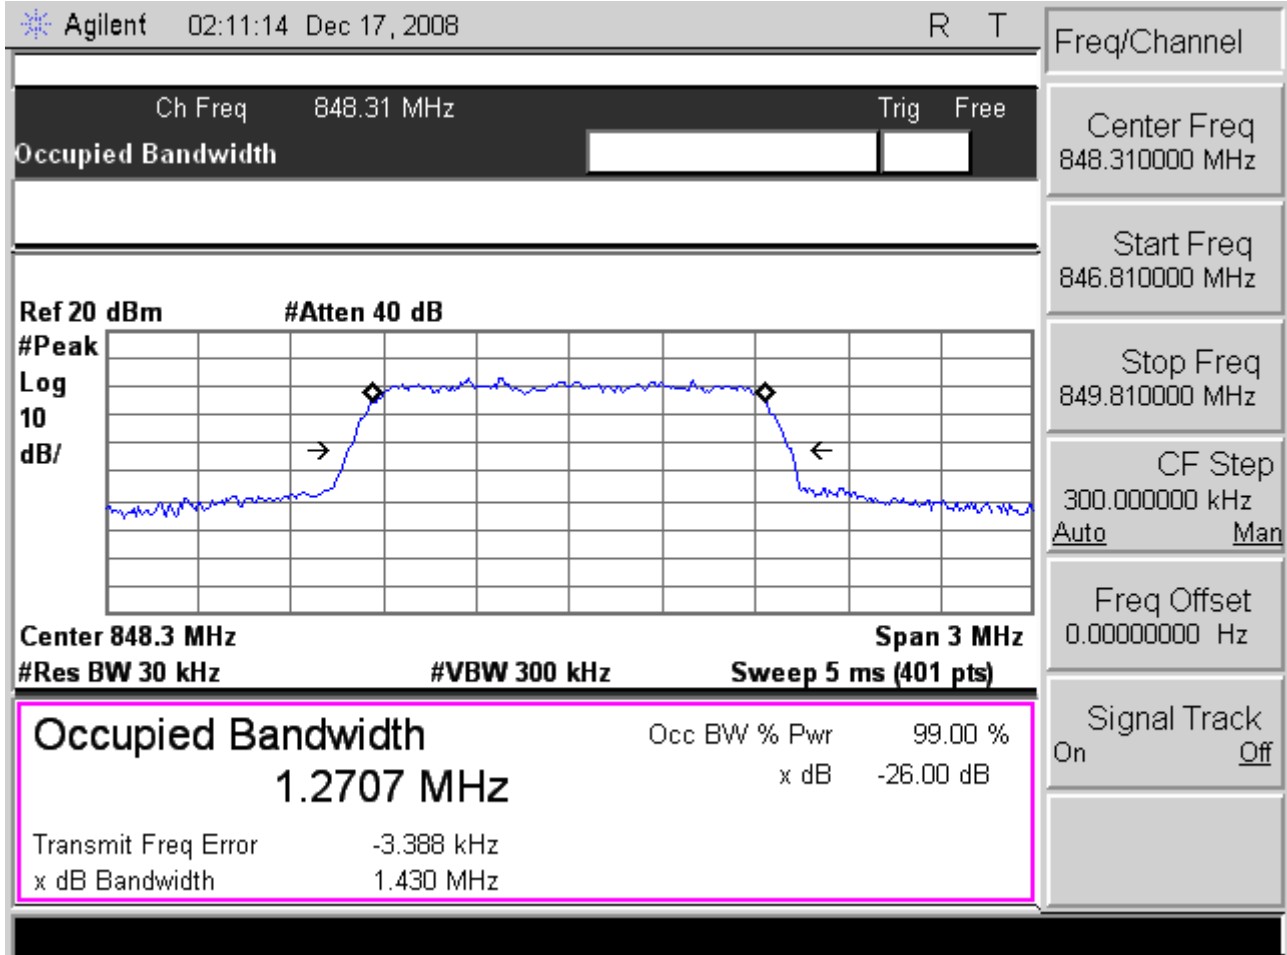 Agilent 02:11:14 Dec 17, 2008 R T
Freq/Channel
Ch Freq 848.31 MHz Trig Free
Occupied Bandwidth
Center Freq
848.310000 MHz
Start Freq
846.810000 MHz
Stop Freq
849.810000 MHz
CF Step
300.000000 kHz
Auto Man
Freq Offset
0.00000000 Hz
Signal Track
On Off
Ref 20 dBm #Atten 40 dB
#Peak
Log
10
dB/
Center 848.3 MHz Span 3 MHz
#Res BW 30 kHz #VBW 300 kHz Sweep 5 ms (401 pts)
Occupied Bandwidth Occ BW % Pwr 99.00 %
1.2707 MHz x dB -26.00 dB
Transmit Freq Error -3.388 kHz
x dB Bandwidth 1.430 MHz